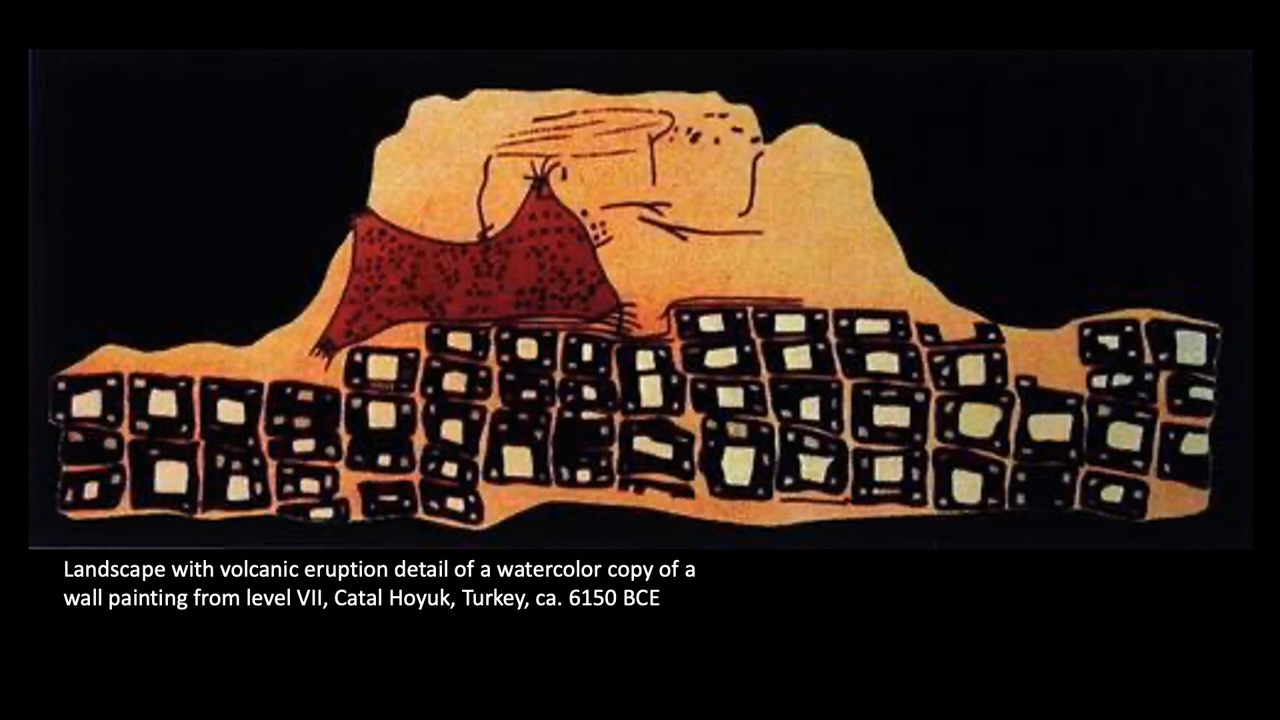 Landscape with volcanic eruption detail of a watercolor copy of a
wall painting from level VII, Catal Hoyuk, Turkey, ca. 6150 BCE